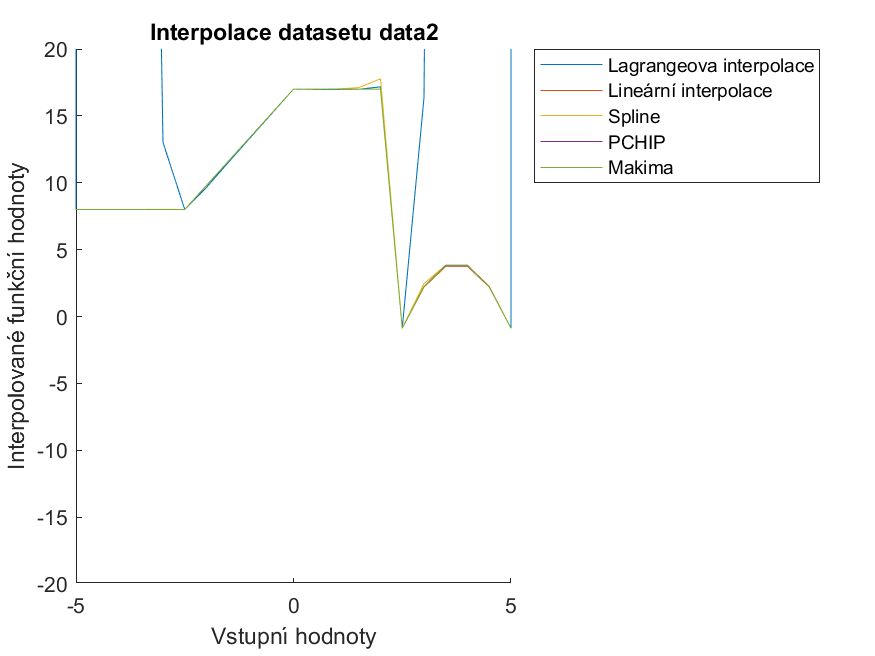 Interpolace datasetu data2
Interpolované funkční hodnoty
20
15
10
5
0
-5
-10
-15
-20
-5
0
5
Vstupní hodnoty
Lagrangeova interpolace
Lineární interpolace
Spline
PCHIP
Makima